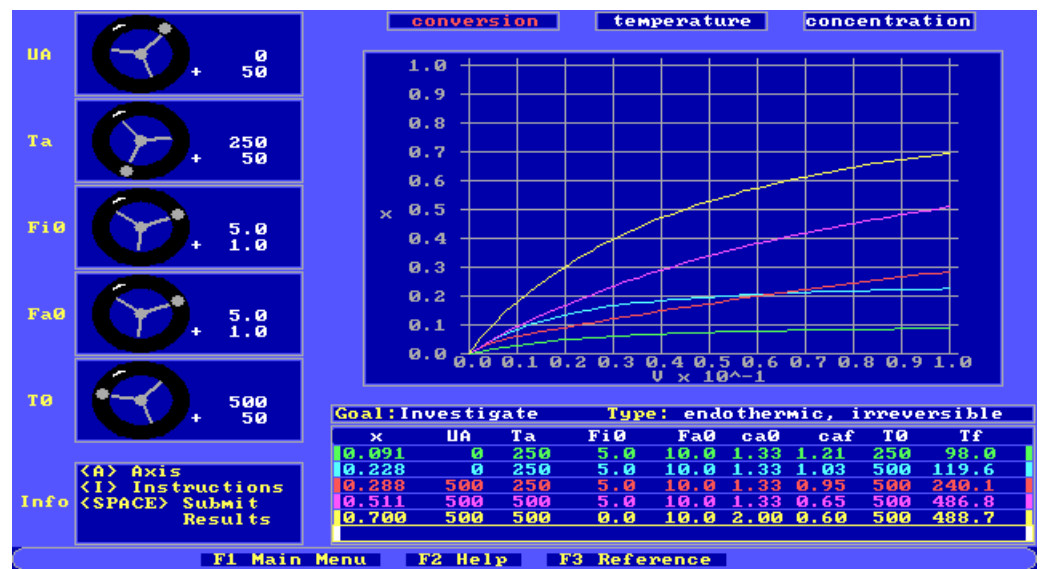 conversion temperature concentration
UA 0
+ 50
Ta 250
+ 50
Fi0 5.0
+ 1.0
Fa0 5.0
+ 1.0
T0 500
+ 50
1.0
0.9
0.8
0.7
0.6
x 0.5
0.4
0.3
0.2
0.1
0.0
0.0 0.1 0.2 0.3 0.4 0.5 0.6 0.7 0.8 0.9 1.0
V x 10^-1
Goal:Investigate Type: endothermic, irreversible
x UA Ta Fi0 Fa0 ca0 caf T0 Tf
0.091 0 250 5.0 10.0 1.33 1.21 250 98.0
0.228 0 250 5.0 10.0 1.33 1.03 500 119.6
0.288 500 250 5.0 10.0 1.33 0.95 500 240.1
0.511 500 500 5.0 10.0 1.33 0.65 500 486.8
0.700 500 500 0.0 10.0 2.00 0.60 500 488.7
Info
<A> Axis
<I> Instructions
<SPACE> Submit
Results
F1 Main Menu F2 Help F3 Reference